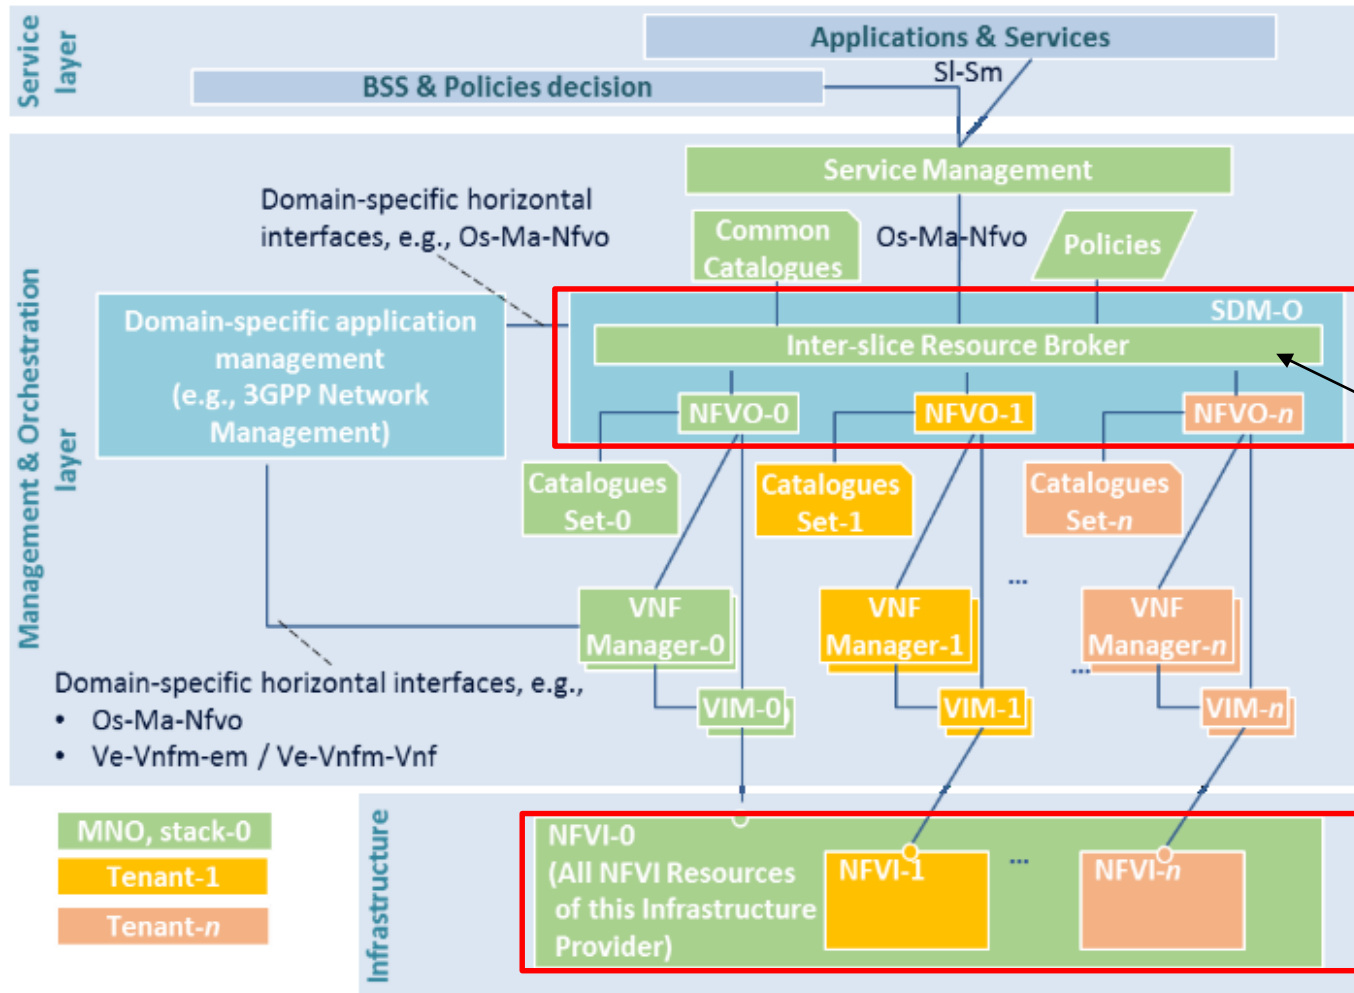 Service
layer
Applications & Services
Sl-Sm
BSS & Policies decision
Management & Orchestration
layer
Service Management
Domain-specific horizontal
interfaces, e.g., Os-Ma-Nfvo
Common
Catalogues
Os-Ma-Nfvo
Policies
SDM-O
Domain-specific application
management
(e.g., 3GPP Network
Management)
Inter-slice Resource Broker
NFVO-0
NFVO-1
NFVO-n
Catalogues
Set-0
Catalogues
Set-1
Catalogues
Set-n
...
VNF
Manager-0
VNF
Manager-1
VNF
Manager-n
...
Domain-specific horizontal interfaces, e.g.,
• Os-Ma-Nfvo
• Ve-Vnfm-em / Ve-Vnfm-Vnf
VIM-0
VIM-1
VIM-n
MNO, stack-0
Tenant-1
Tenant-n
Infrastructure
NFVI-0
(All NFVI Resources
of this Infrastructure
Provider)
NFVI-1
...
NFVI-n